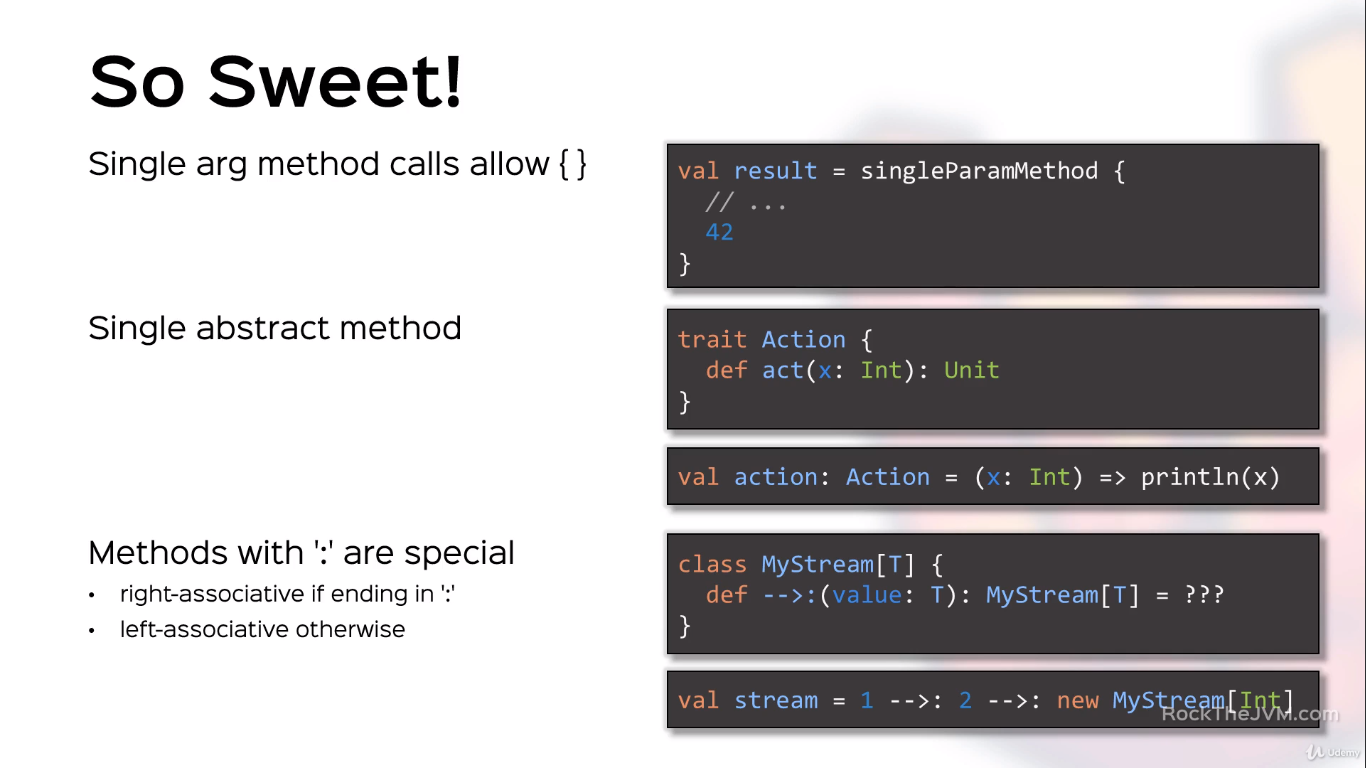 So Sweet!
Single arg method calls allow { }
val result = singleParamMethod {
// ...
42
}
Single abstract method
trait Action {
def act(x: Int): Unit
}
val action: Action = (x: Int) => println(x)
Methods with ':' are special
• right-associative if ending in ':'
• left-associative otherwise
class MyStream[T] {
def -->:(value: T): MyStream[T] = ???
}
val stream = 1 -->: 2 -->: new MyStream[Int]
RockTheJVM.com
Udemy